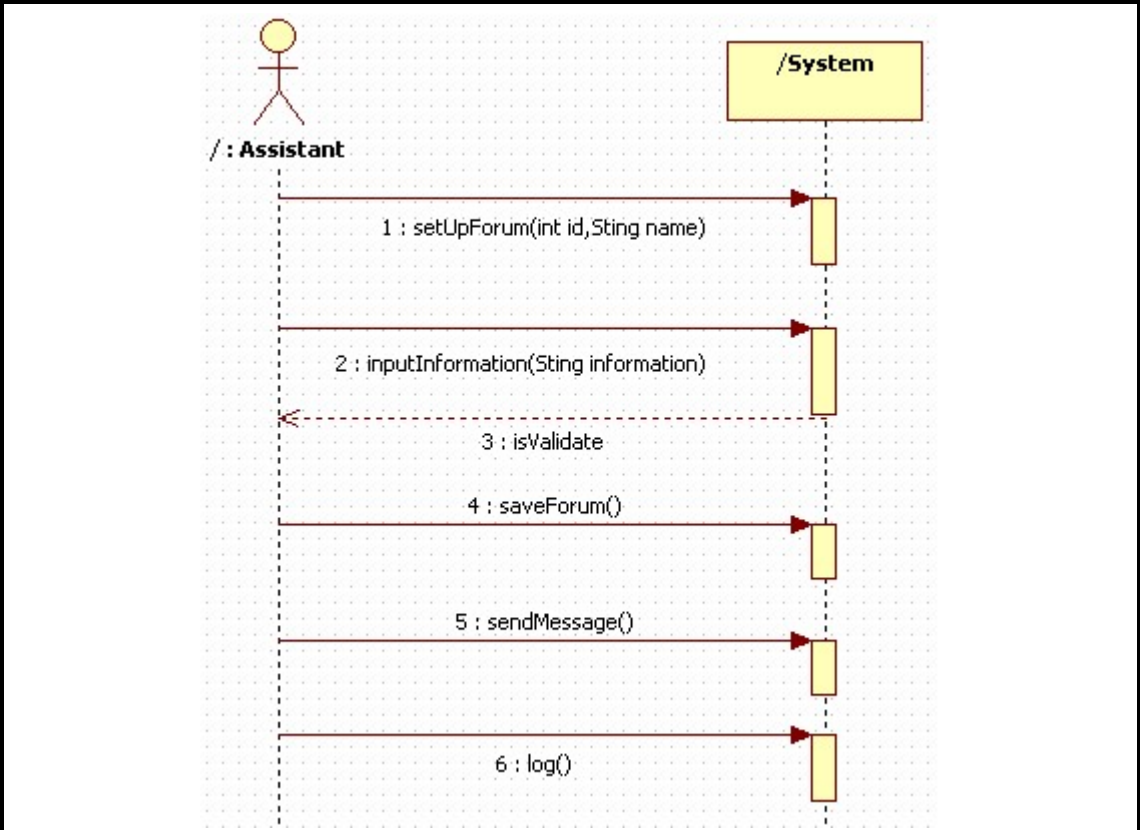 /System
/ : Assistant
1 : setUpForum(int id,Sting name)
2 : inputInformation(Sting information)
3 : isValidate
4 : saveForum()
5 : sendMessage()
6 : log()